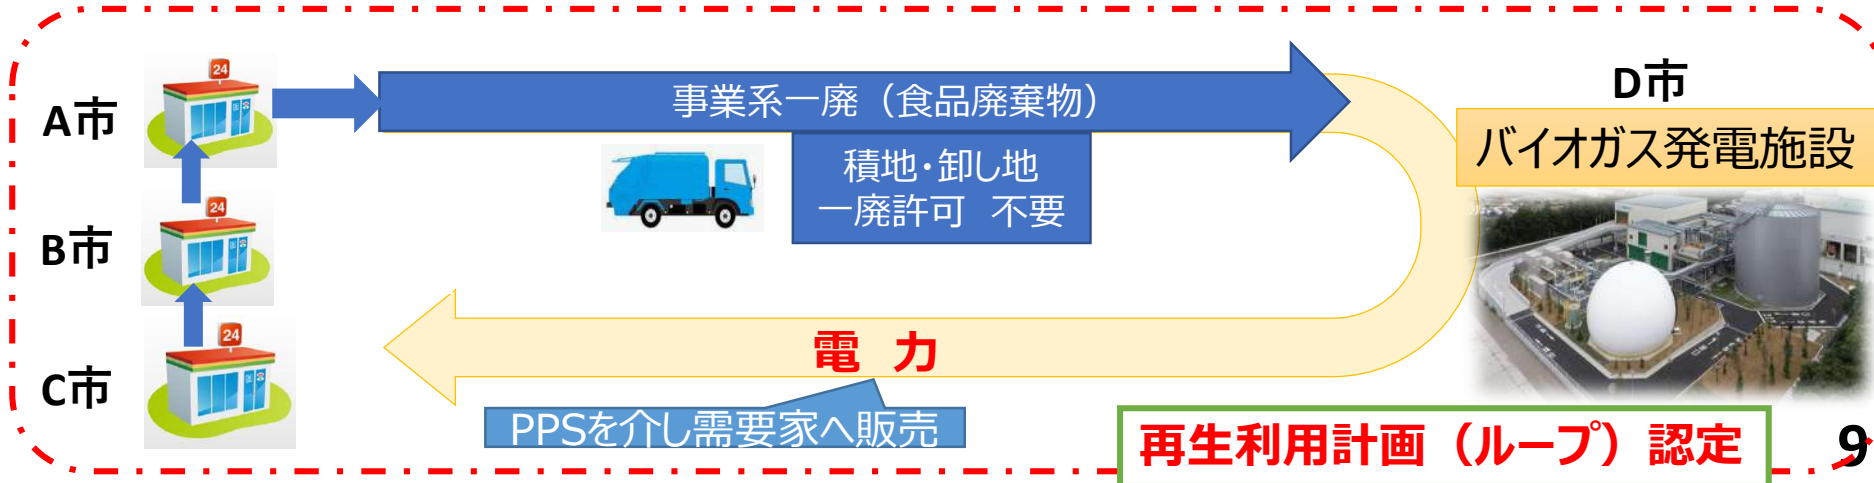 A市
24
事業系一廃（食品廃棄物）
D市
バイオガス発電施設
積地・卸し地
一廃許可　不要
B市
24
電　力
C市
24
PPSを介し需要家へ販売
再生利用計画（ループ）認定
9